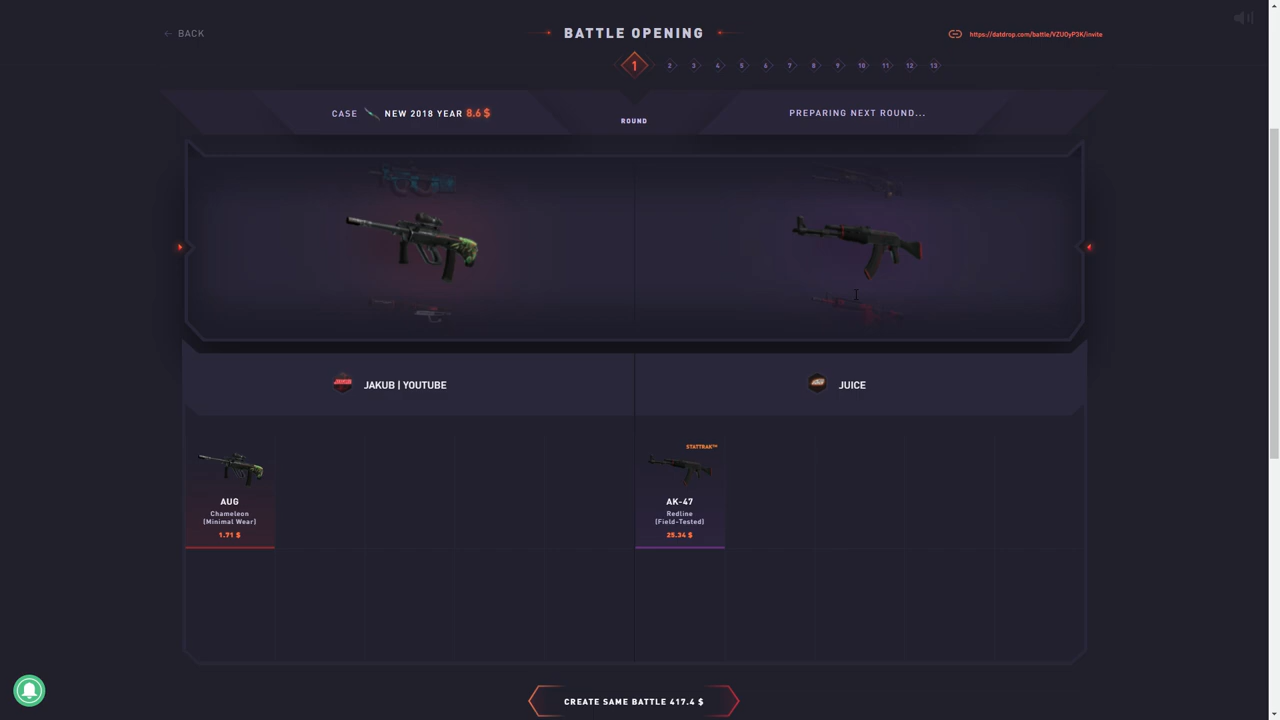 ← BACK
BATTLE OPENING
https://datdrop.com/battle/VZUOyP3K/invite
1 2 3 4 5 6 7 8 9 10 11 12 13
CASE NEW 2018 YEAR 8.6 $
ROUND
PREPARING NEXT ROUND...
JAKUB | YOUTUBE
JUICE
AUG
Chameleon
(Minimal Wear)
1.71 $
STATTRAK™
AK-47
Redline
(Field-Tested)
25.34 $
CREATE SAME BATTLE 417.4 $